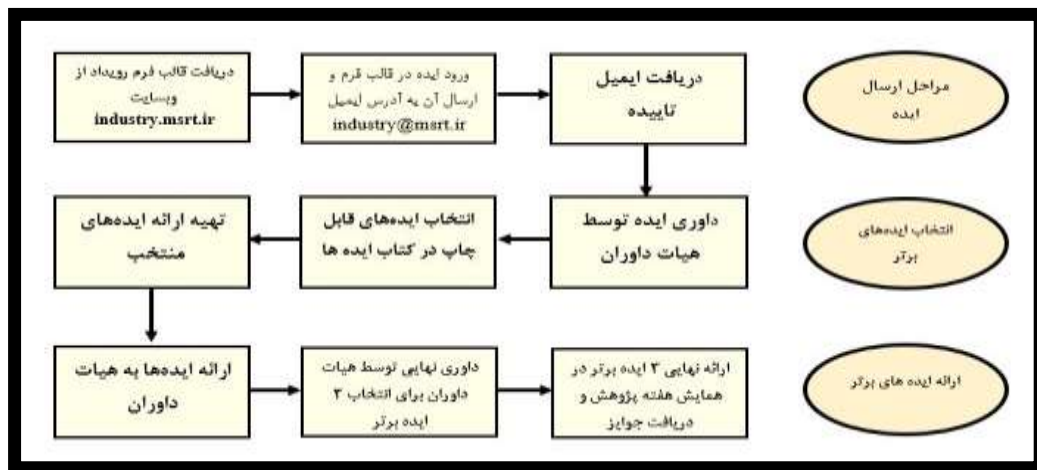 دریافت قالب فرم رویداد از
وبسایت
industry.msrt.ir
ورود ایده در قالب فرم و
ارسال آن به آدرس ایمیل
industry@msrt.ir
دریافت ایمیل
تاییده
مراحل ارسال
ایده
داوری ایده توسط
هیات داوران
انتخاب ایده‌های قابل
چاپ در کتاب ایده ها
تهیه ارائه ایده‌های
منتخب
انتخاب ایده‌های
برتر
ارائه ایده‌ها به هیات
داوران
داوری نهایی توسط هیات
داوران برای انتخاب ۳
ایده برتر
ارائه نهایی ۳ ایده برتر در
همایش هفته پژوهش و
دریافت جوایز
ارائه ایده های برتر